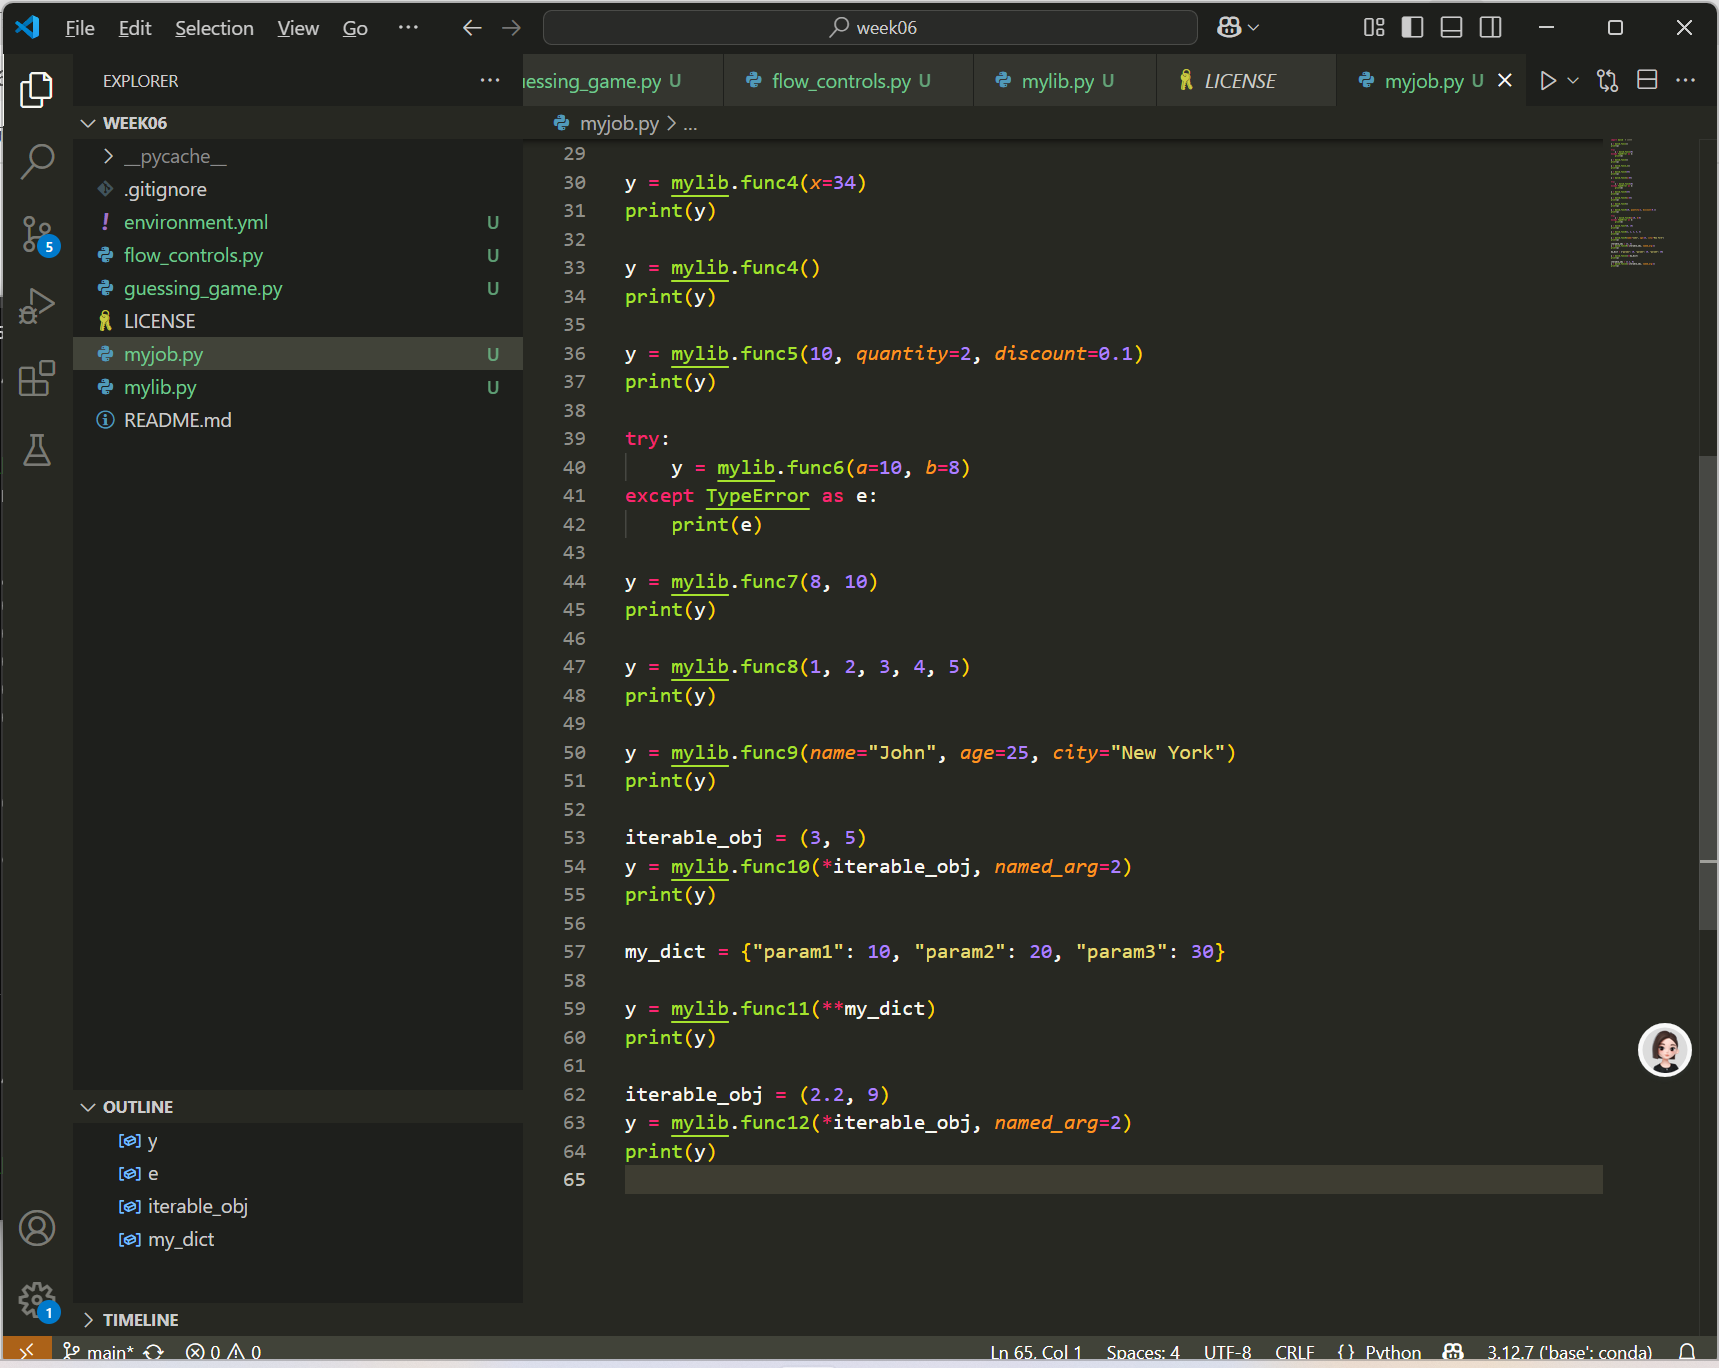 File Edit Selection View Go ··· week06
EXPLORER ···
uessing_game.py U flow_controls.py U mylib.py U LICENSE myjob.py U
WEEK06
myjob.py > ...
__pycache__
.gitignore
environment.yml U
flow_controls.py U
guessing_game.py U
LICENSE
myjob.py U
mylib.py U
README.md
5
29
30 y = mylib.func4(x=34)
31 print(y)
32
33 y = mylib.func4()
34 print(y)
35
36 y = mylib.func5(10, quantity=2, discount=0.1)
37 print(y)
38
39 try:
40     y = mylib.func6(a=10, b=8)
41 except TypeError as e:
42     print(e)
43
44 y = mylib.func7(8, 10)
45 print(y)
46
47 y = mylib.func8(1, 2, 3, 4, 5)
48 print(y)
49
50 y = mylib.func9(name="John", age=25, city="New York")
51 print(y)
52
53 iterable_obj = (3, 5)
54 y = mylib.func10(*iterable_obj, named_arg=2)
55 print(y)
56
57 my_dict = {"param1": 10, "param2": 20, "param3": 30}
58
59 y = mylib.func11(**my_dict)
60 print(y)
61
62 iterable_obj = (2.2, 9)
63 y = mylib.func12(*iterable_obj, named_arg=2)
64 print(y)
65
OUTLINE
y
e
iterable_obj
my_dict
1
TIMELINE
main* 0 0 Ln 65, Col 1 Spaces: 4 UTF-8 CRLF {} Python 3.12.7 ('base': conda)